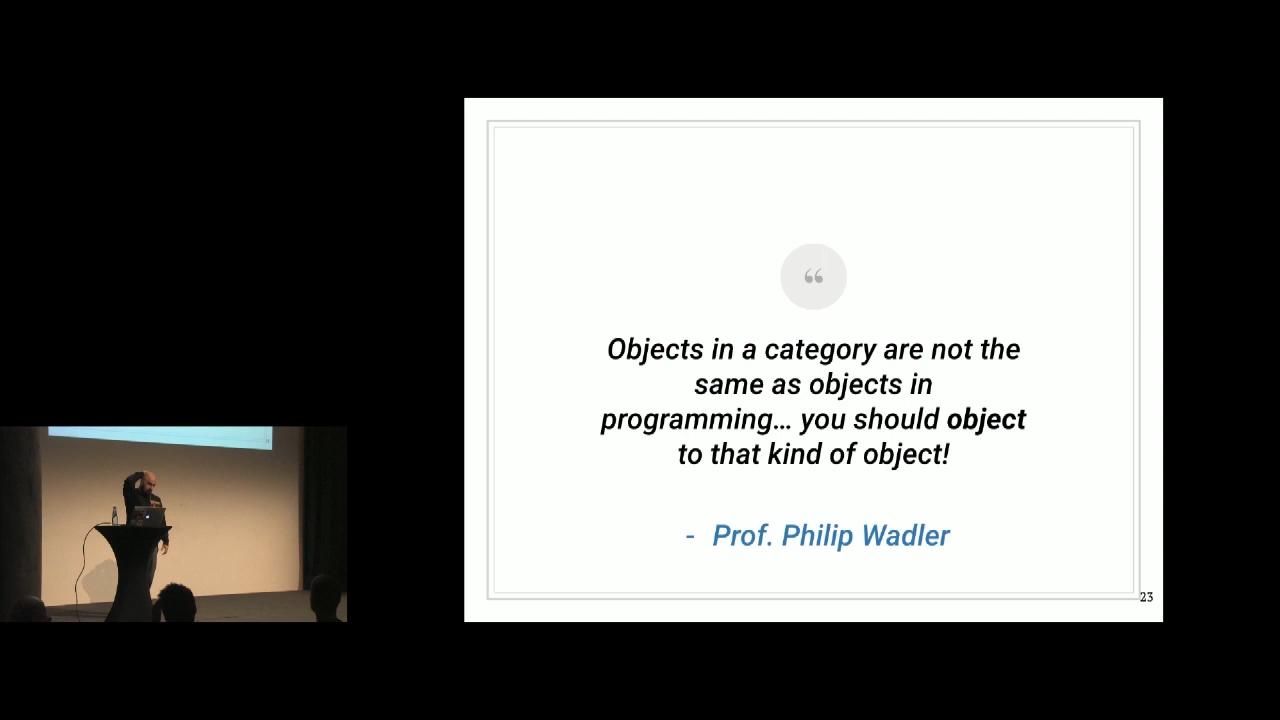 “
Objects in a category are not the
same as objects in
programming… you should object
to that kind of object!
- Prof. Philip Wadler
23